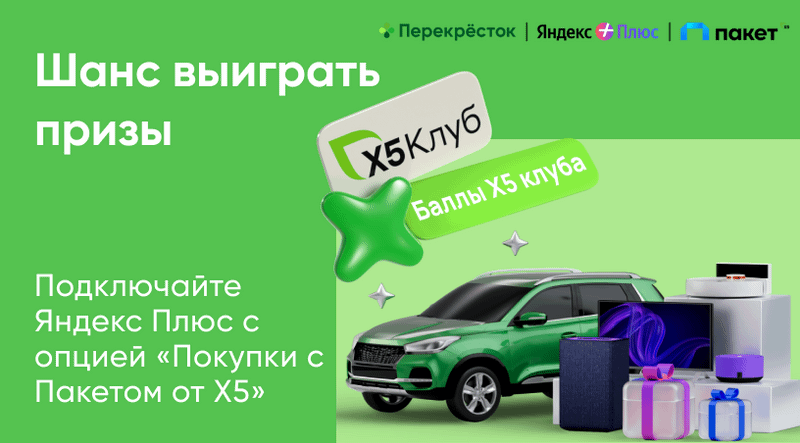 Перекрёсток | Яндекс Плюс | пакет
Шанс выиграть
призы
X5Клуб
Баллы X5 клуба
Подключайте
Яндекс Плюс с
опцией «Покупки с
Пакетом от X5»